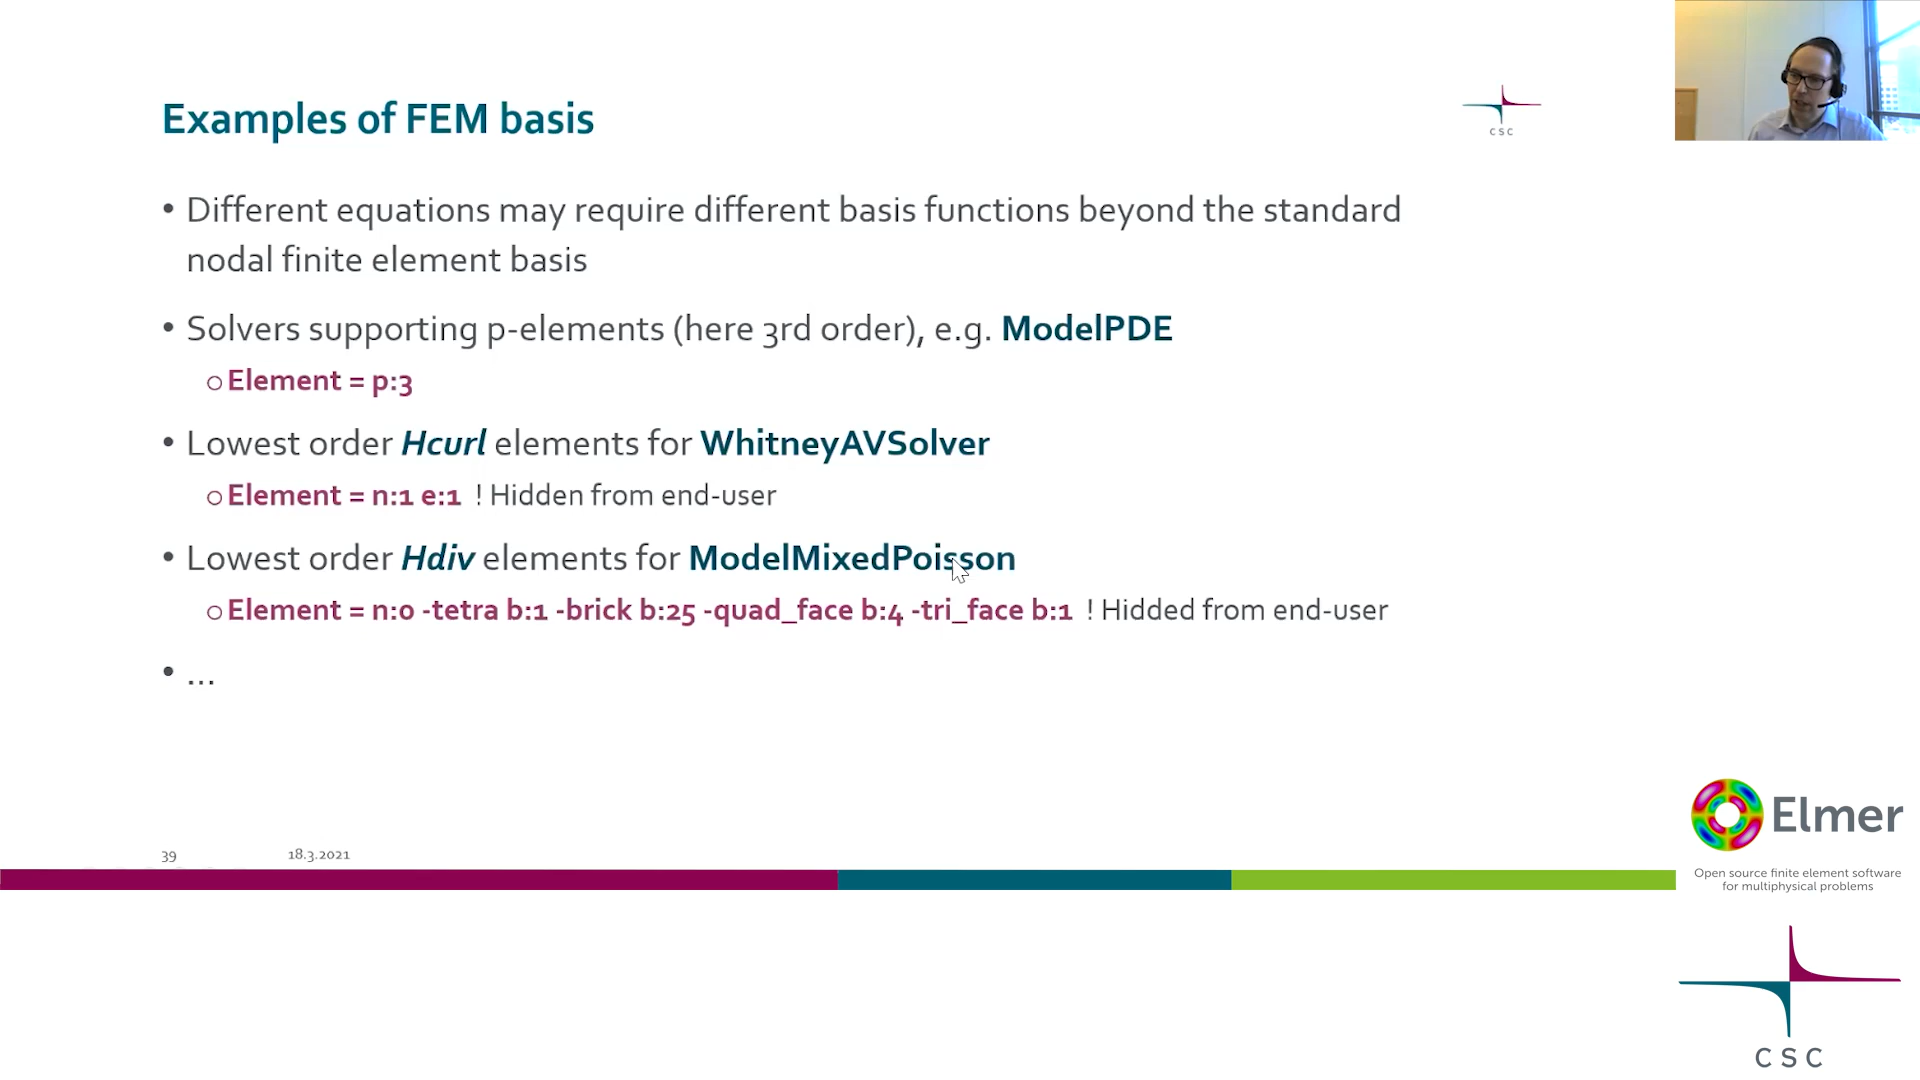 Examples of FEM basis
CSC
• Different equations may require different basis functions beyond the standard
nodal finite element basis
• Solvers supporting p-elements (here 3rd order), e.g. ModelPDE
○ Element = p:3
• Lowest order Hcurl elements for WhitneyAVSolver
○ Element = n:1 e:1 ! Hidden from end-user
• Lowest order Hdiv elements for ModelMixedPoisson
○ Element = n:0 -tetra b:1 -brick b:25 -quad_face b:4 -tri_face b:1 ! Hidded from end-user
• ...
39 18.3.2021
Elmer
Open source finite element software
for multiphysical problems
CSC